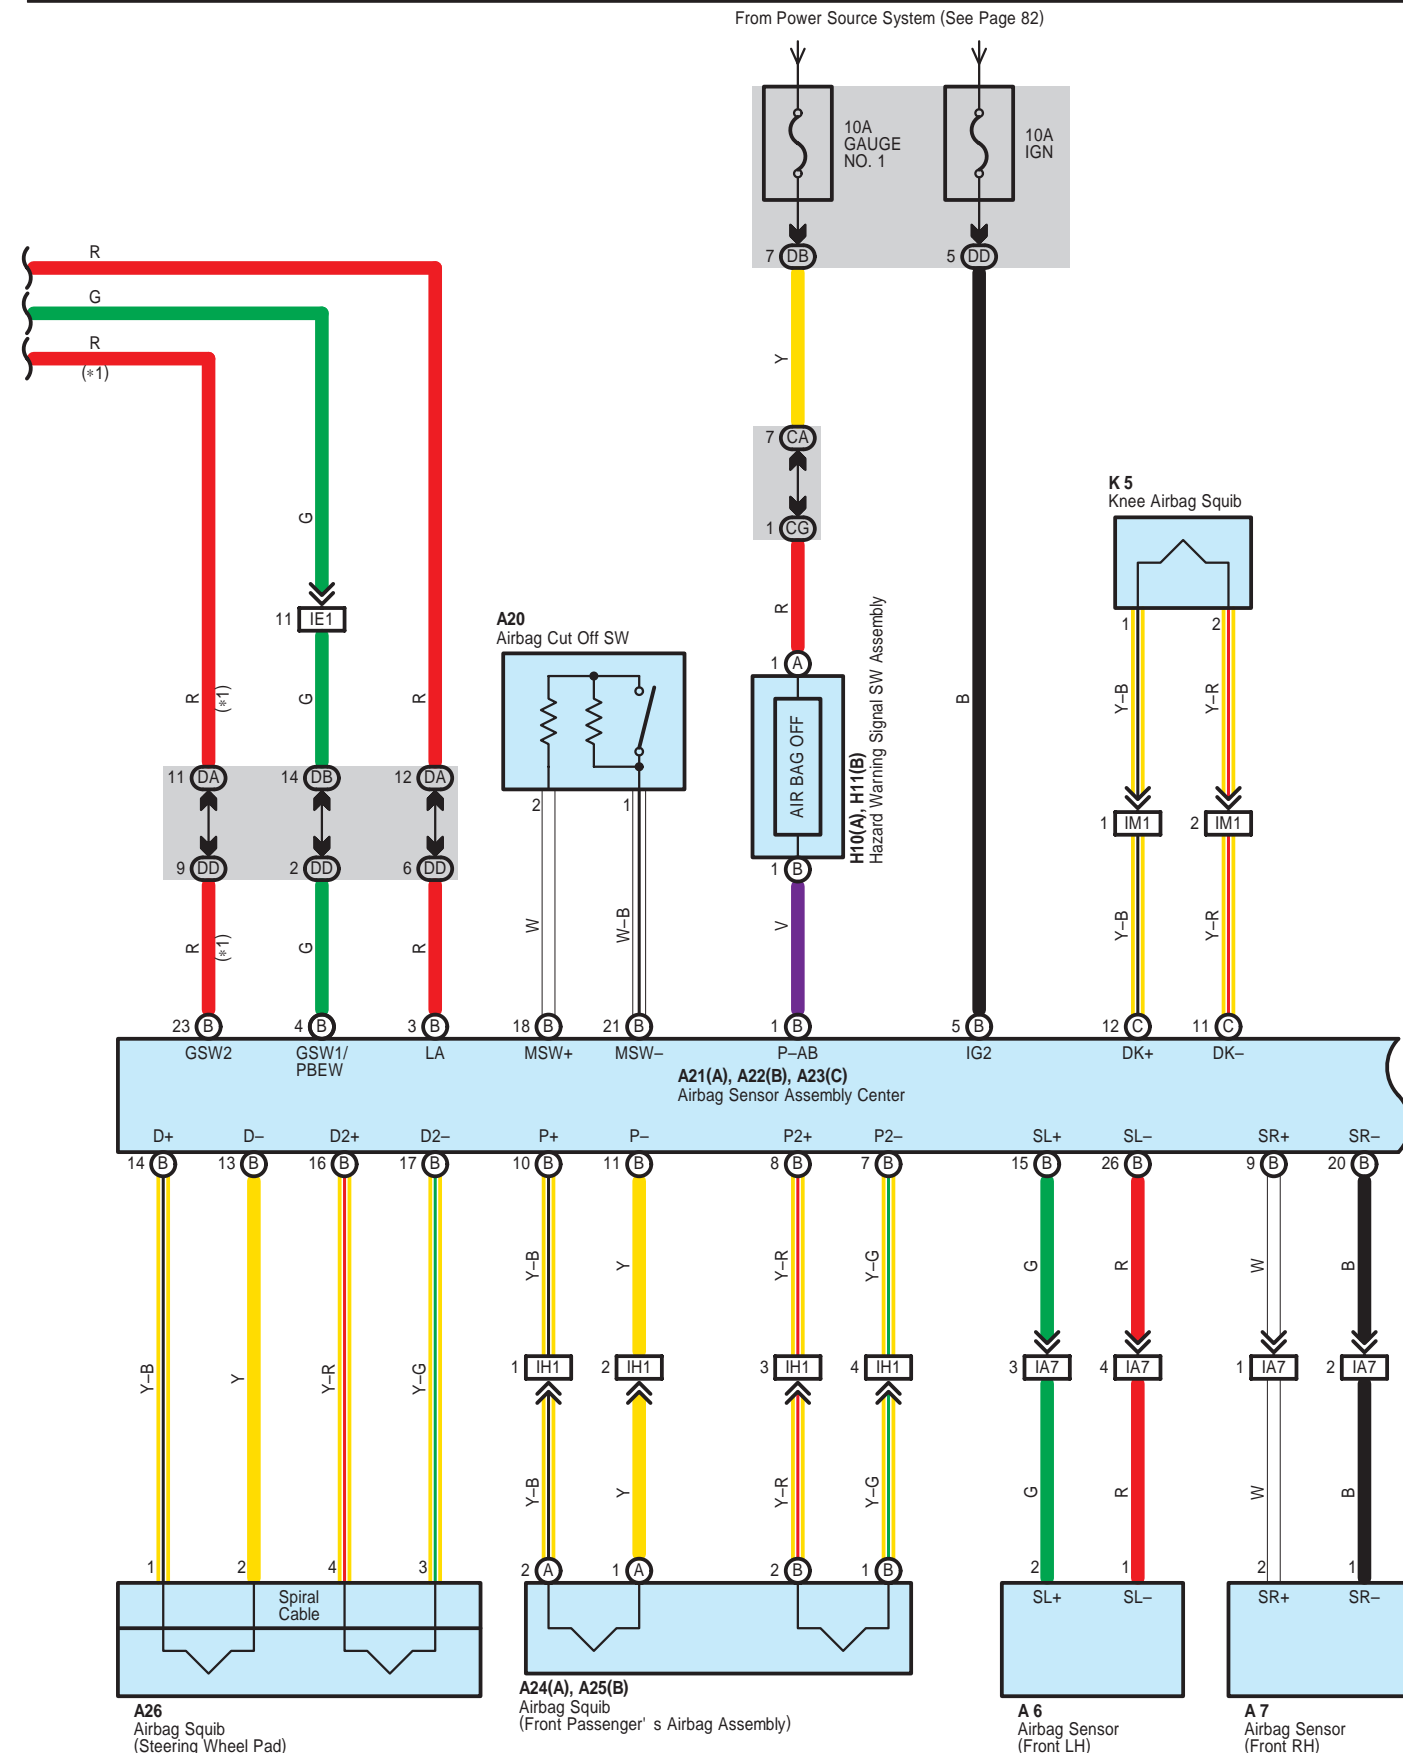 From Power Source System (See Page 82)
10A
GAUGE
NO. 1
10A
IGN
7 DB
5 DD
R
G
R
(*1)
Y
7 CA
1 CG
K 5
Knee Airbag Squib
G
11 IE1
R
A20
Airbag Cut Off SW
1 A
1
2
R
(*1)
G
R
B
Y–B
Y–R
AIR BAG OFF
H10(A), H11(B)
Hazard Warning Signal SW Assembly
11 DA
14 DB
12 DA
2
1
1 IM1
2 IM1
9 DD
2 DD
6 DD
1 B
R
(*1)
G
R
W
W–B
V
Y–B
Y–R
23 B
4 B
3 B
18 B
21 B
1 B
5 B
12 C
11 C
GSW2
GSW1/
PBEW
LA
MSW+
MSW–
P–AB
IG2
DK+
DK–
A21(A), A22(B), A23(C)
Airbag Sensor Assembly Center
D+
D–
D2+
D2–
P+
P–
P2+
P2–
SL+
SL–
SR+
SR–
14 B
13 B
16 B
17 B
10 B
11 B
8 B
7 B
15 B
26 B
9 B
20 B
Y–B
Y
Y–R
Y–G
G
R
W
B
1 IH1
2 IH1
3 IH1
4 IH1
3 IA7
4 IA7
1 IA7
2 IA7
Y–B
Y
Y–R
Y–G
Y–B
Y
Y–R
Y–G
G
R
W
B
1
2
4
3
2 A
1 A
2 B
1 B
2
1
2
1
Spiral
Cable
SL+
SL–
SR+
SR–
A26
Airbag Squib
(Steering Wheel Pad)
A24(A), A25(B)
Airbag Squib
(Front Passenger' s Airbag Assembly)
A 6
Airbag Sensor
(Front LH)
A 7
Airbag Sensor
(Front RH)